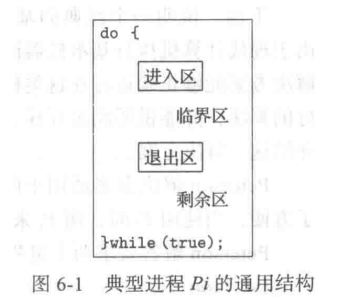 do {
进入区
临界区
退出区
剩余区
}while(true);
图 6-1 典型进程 Pi 的通用结构